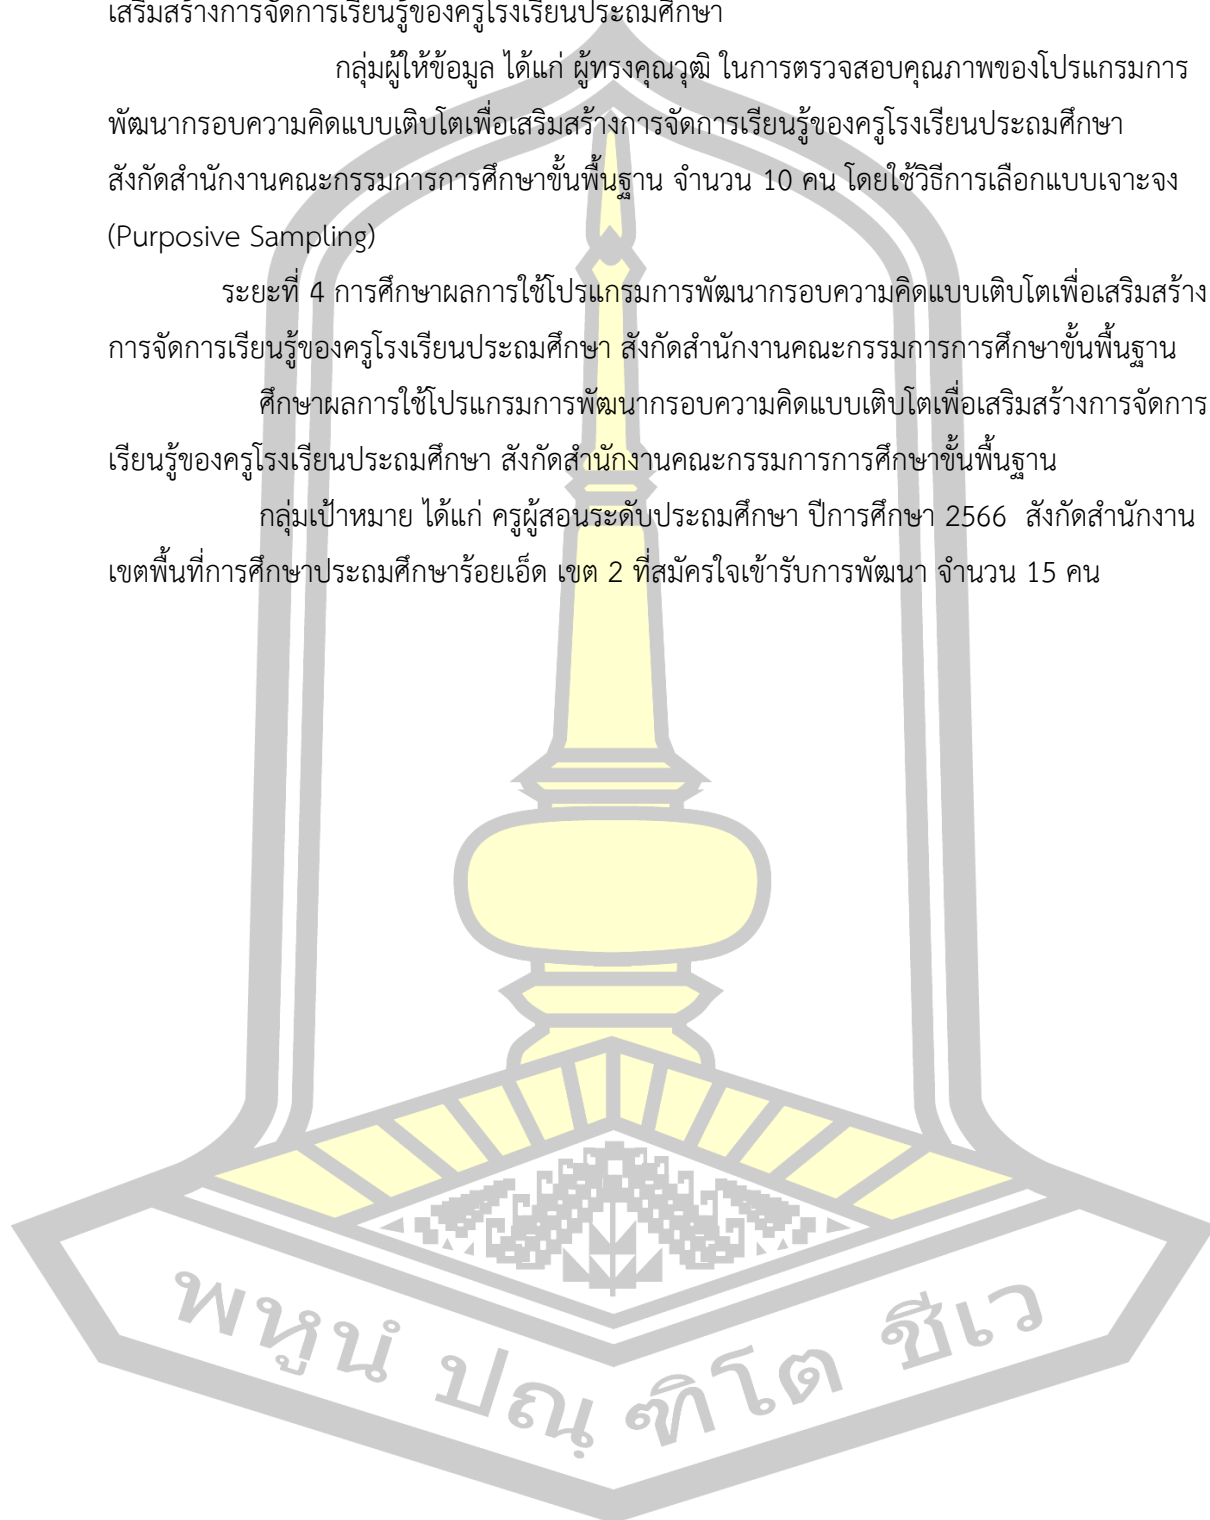 เสริมสร้างการจัดการเรียนรู้ของครูโรงเรียนประถมศึกษา
กลุ่มผู้ให้ข้อมูล ได้แก่ ผู้ทรงคุณวุฒิ ในการตรวจสอบคุณภาพของโปรแกรมการ
พัฒนากรอบความคิดแบบเติบโตเพื่อเสริมสร้างการจัดการเรียนรู้ของครูโรงเรียนประถมศึกษา
สังกัดสำนักงานคณะกรรมการการศึกษาขั้นพื้นฐาน จำนวน 10 คน โดยใช้วิธีการเลือกแบบเจาะจง
(Purposive Sampling)
ระยะที่ 4 การศึกษาผลการใช้โปรแกรมการพัฒนากรอบความคิดแบบเติบโตเพื่อเสริมสร้าง
การจัดการเรียนรู้ของครูโรงเรียนประถมศึกษา สังกัดสำนักงานคณะกรรมการการศึกษาขั้นพื้นฐาน
ศึกษาผลการใช้โปรแกรมการพัฒนากรอบความคิดแบบเติบโตเพื่อเสริมสร้างการจัดการ
เรียนรู้ของครูโรงเรียนประถมศึกษา สังกัดสำนักงานคณะกรรมการการศึกษาขั้นพื้นฐาน
กลุ่มเป้าหมาย ได้แก่ ครูผู้สอนระดับประถมศึกษา ปีการศึกษา 2566 สังกัดสำนักงาน
เขตพื้นที่การศึกษาประถมศึกษาร้อยเอ็ด เขต 2 ที่สมัครใจเข้ารับการพัฒนา จำนวน 15 คน
พหูนํ ปณฺฑิโต ชีเว